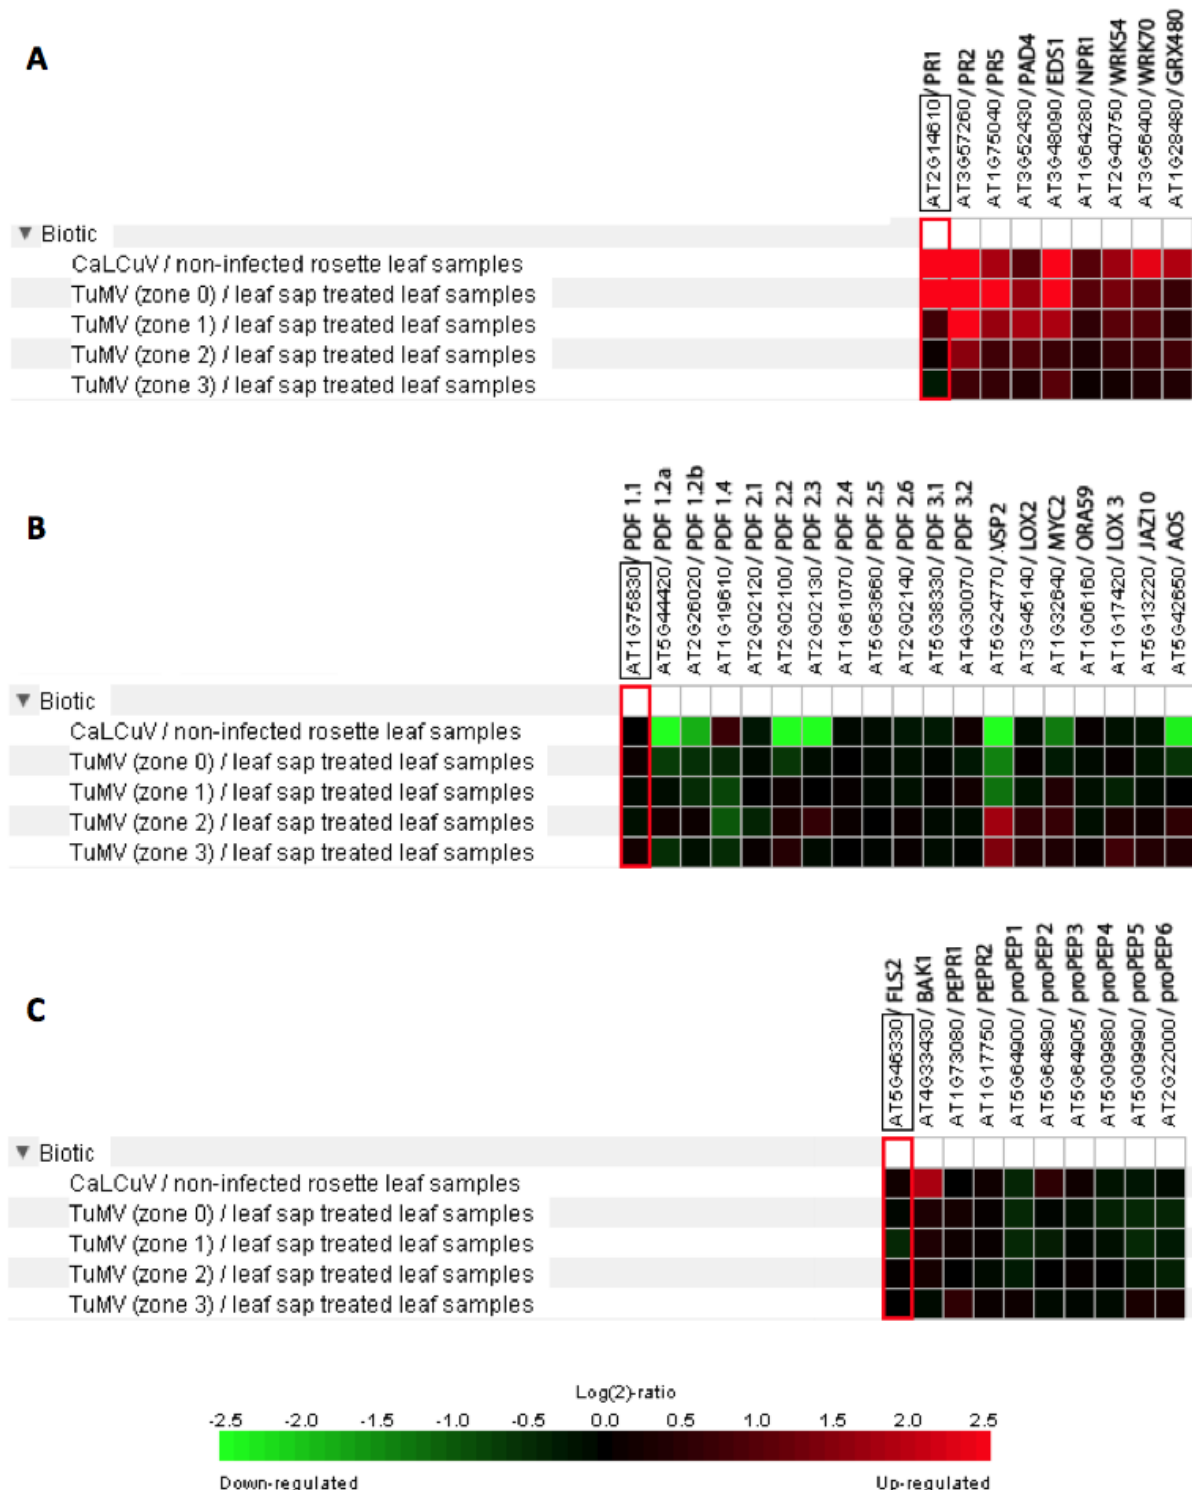 A
AT2G14610 / PR1
AT3G57260 / PR2
AT1G75040 / PR5
AT3G52430 / PAD4
AT3G48090 / EDS1
AT1G64280 / NPR1
AT2G40750 / WRK54
AT3G56400 / WRK70
AT1G28480 / GRX480
▼ Biotic
CaLCuV / non-infected rosette leaf samples
TuMV (zone 0) / leaf sap treated leaf samples
TuMV (zone 1) / leaf sap treated leaf samples
TuMV (zone 2) / leaf sap treated leaf samples
TuMV (zone 3) / leaf sap treated leaf samples
B
AT1G75830 / PDF 1.1
AT5G44420 / PDF 1.2a
AT2G26020 / PDF 1.2b
AT1G19610 / PDF 1.4
AT2G02120 / PDF 2.1
AT2G02100 / PDF 2.2
AT2G02130 / PDF 2.3
AT1G61070 / PDF 2.4
AT5G63660 / PDF 2.5
AT2G02140 / PDF 2.6
AT5G38330 / PDF 3.1
AT4G30070 / PDF 3.2
AT5G24770 / .VSP2
AT3G45140 / LOX2
AT1G32640 / MYC2
AT1G06160 / ORA59
AT1G17420 / LOX 3
AT5G13220 / JAZ10
AT5G42650 / AOS
▼ Biotic
CaLCuV / non-infected rosette leaf samples
TuMV (zone 0) / leaf sap treated leaf samples
TuMV (zone 1) / leaf sap treated leaf samples
TuMV (zone 2) / leaf sap treated leaf samples
TuMV (zone 3) / leaf sap treated leaf samples
C
AT5G46330 / FLS2
AT4G33430 / BAK1
AT1G73080 / PEPR1
AT1G17750 / PEPR2
AT5G64900 / proPEP1
AT5G64890 / proPEP2
AT5G64905 / proPEP3
AT5G09980 / proPEP4
AT5G09990 / proPEP5
AT2G22000 / proPEP6
▼ Biotic
CaLCuV / non-infected rosette leaf samples
TuMV (zone 0) / leaf sap treated leaf samples
TuMV (zone 1) / leaf sap treated leaf samples
TuMV (zone 2) / leaf sap treated leaf samples
TuMV (zone 3) / leaf sap treated leaf samples
Log(2)-ratio
-2.5 -2.0 -1.5 -1.0 -0.5 0.0 0.5 1.0 1.5 2.0 2.5
Down-regulated Up-regulated